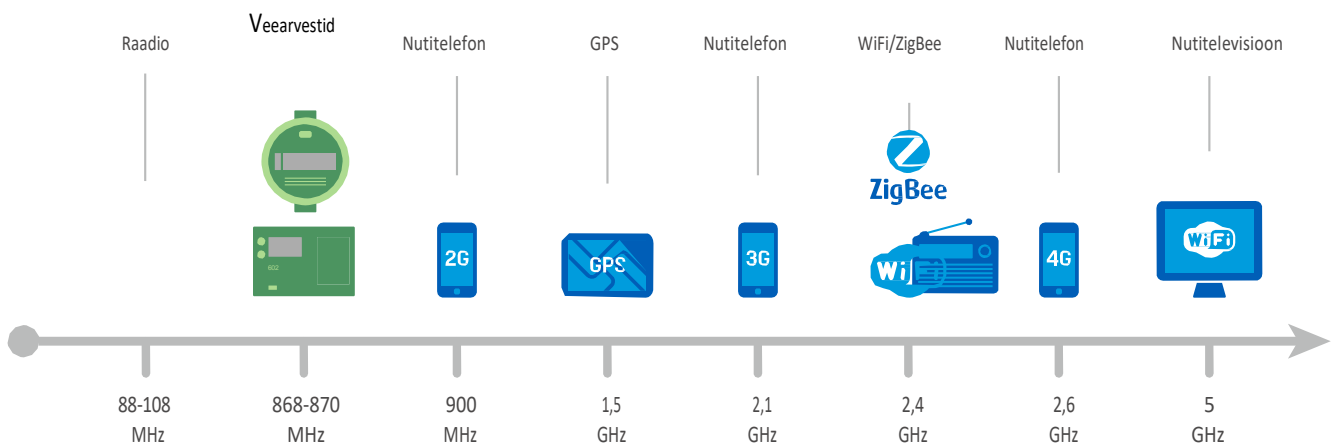 Raadio
Veearvestid
Nutitelefon
GPS
Nutitelefon
WiFi/ZigBee
Nutitelefon
Nutitelevisioon
ZigBee
602
2G
GPS
3G
WiFi
4G
WiFi
88-108
MHz
868-870
MHz
900
MHz
1,5
GHz
2,1
GHz
2,4
GHz
2,6
GHz
5
GHz